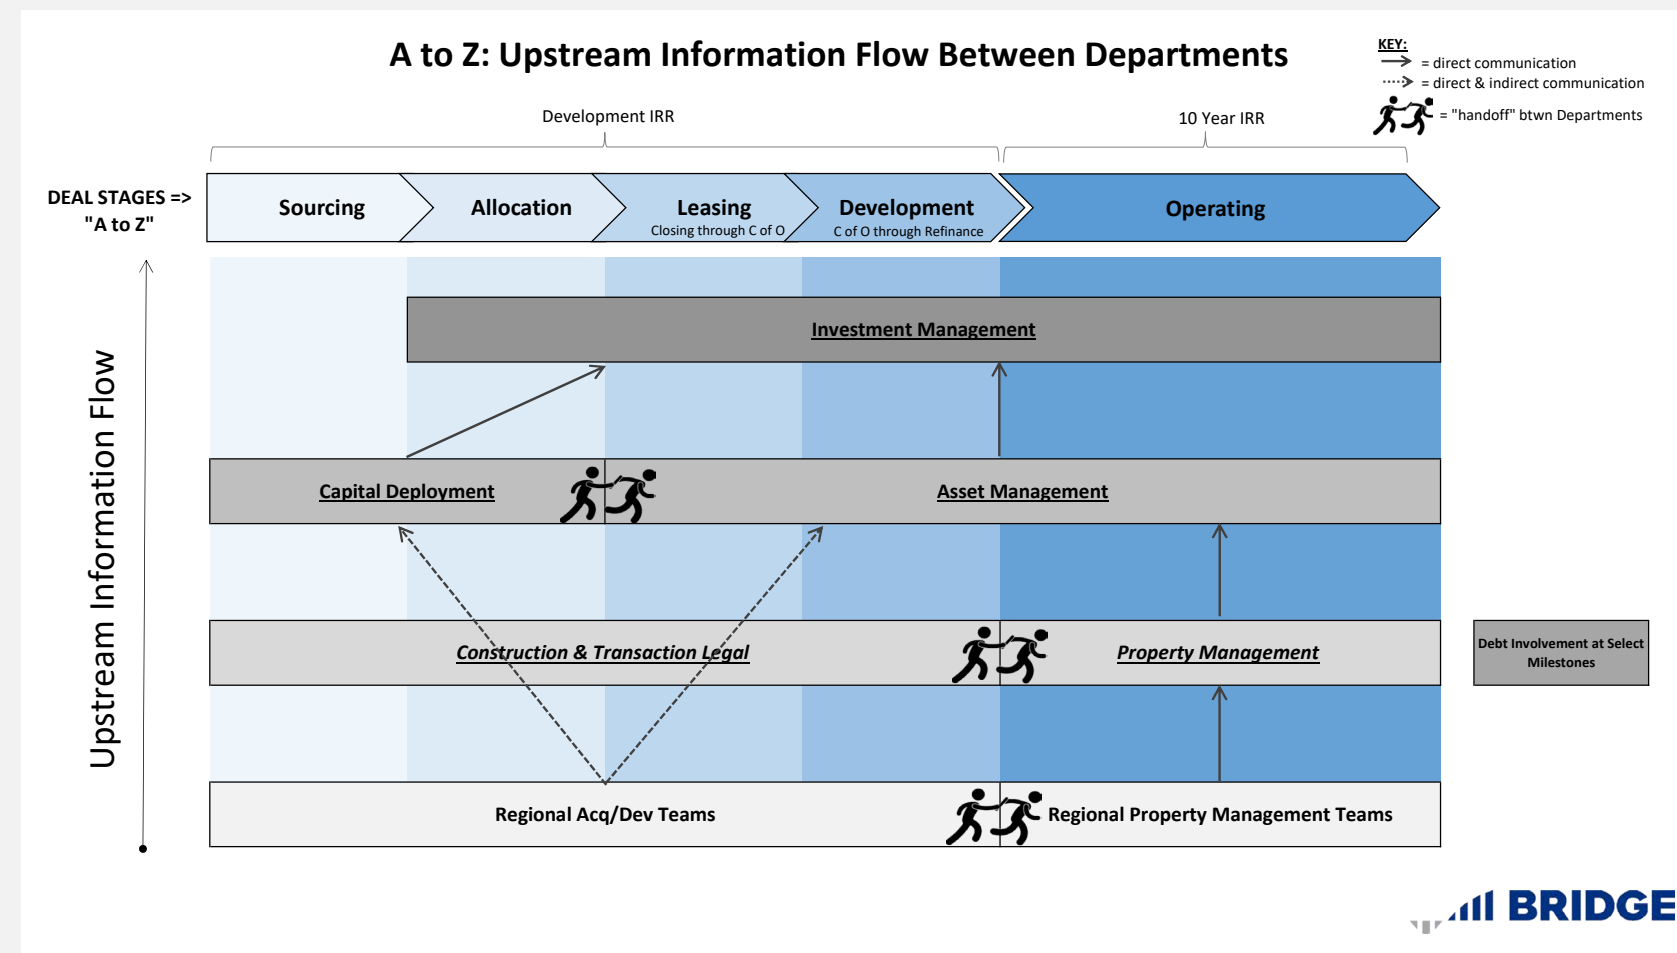 A to Z: Upstream Information Flow Between Departments
KEY:
= direct communication
= direct & indirect communication
= "handoff" btwn Departments
Development IRR
10 Year IRR
DEAL STAGES =>
"A to Z"
Sourcing
Allocation
Leasing
Closing through C of O
Development
C of O through Refinance
Operating
Upstream Information Flow
Investment Management
Capital Deployment
Asset Management
Construction & Transaction Legal
Property Management
Debt Involvement at Select
Milestones
Regional Acq/Dev Teams
Regional Property Management Teams
BRIDGE